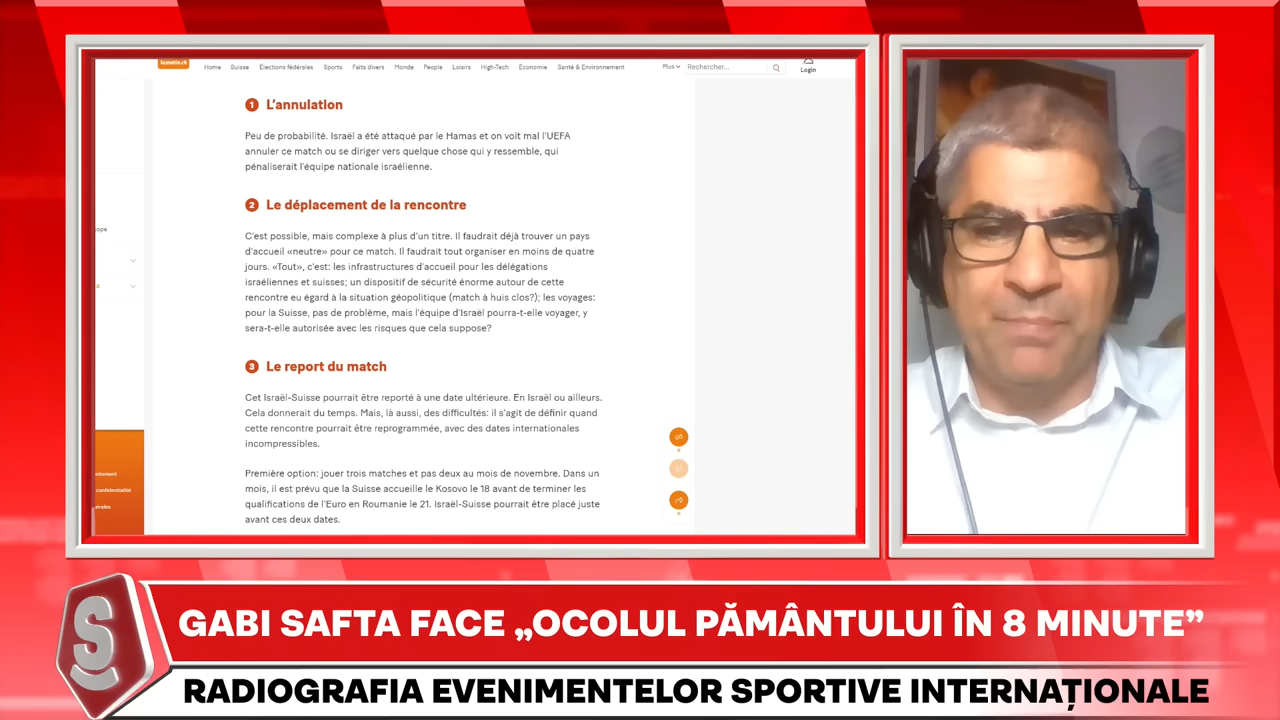 lematin.ch
Home Suisse Élections fédérales Sports Faits divers Monde People Loisirs High-Tech Économie Santé & Environnement Plus Rechercher... Login
1 L'annulation
Peu de probabilité. Israël a été attaqué par le Hamas et on voit mal l'UEFA
annuler ce match ou se diriger vers quelque chose qui y ressemble, qui
pénaliserait l'équipe nationale israélienne.
2 Le déplacement de la rencontre
C'est possible, mais complexe à plus d'un titre. Il faudrait déjà trouver un pays
d'accueil «neutre» pour ce match. Il faudrait tout organiser en moins de quatre
jours. «Tout», c'est: les infrastructures d'accueil pour les délégations
israéliennes et suisses; un dispositif de sécurité énorme autour de cette
rencontre eu égard à la situation géopolitique (match à huis clos?); les voyages:
pour la Suisse, pas de problème, mais l'équipe d'Israël pourra-t-elle voyager, y
sera-t-elle autorisée avec les risques que cela suppose?
3 Le report du match
Cet Israël-Suisse pourrait être reporté à une date ultérieure. En Israël ou ailleurs.
Cela donnerait du temps. Mais, là aussi, des difficultés: il s'agit de définir quand
cette rencontre pourrait être reprogrammée, avec des dates internationales
incompressibles.
Première option: jouer trois matches et pas deux au mois de novembre. Dans un
mois, il est prévu que la Suisse accueille le Kosovo le 18 avant de terminer les
qualifications de l'Euro en Roumanie le 21. Israël-Suisse pourrait être placé juste
avant ces deux dates.
ope
entement
confidentialité
érales
S
GABI SAFTA FACE „OCOLUL PĂMÂNTULUI ÎN 8 MINUTE”
RADIOGRAFIA EVENIMENTELOR SPORTIVE INTERNAȚIONALE